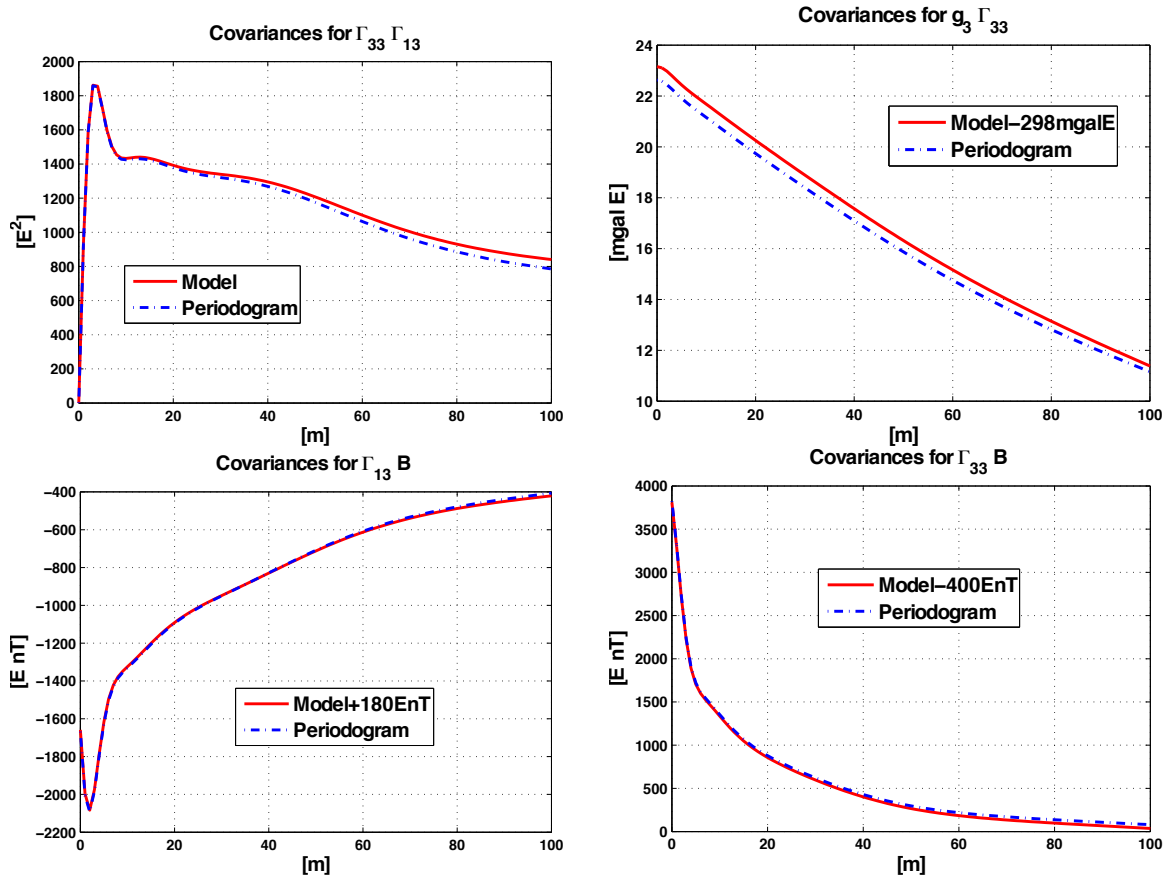 Covariances for Γ33 Γ13
[E²]
2000
1800
1600
1400
1200
1000
800
600
400
200
0
Model
Periodogram
0 20 40 60 80 100
[m]
Covariances for g3 Γ33
[mgal E]
24
22
20
18
16
14
12
10
Model−298mgalE
Periodogram
0 20 40 60 80 100
[m]
Covariances for Γ13 B
[E nT]
−400
−600
−800
−1000
−1200
−1400
−1600
−1800
−2000
−2200
Model+180EnT
Periodogram
0 20 40 60 80 100
[m]
Covariances for Γ33 B
[E nT]
4000
3500
3000
2500
2000
1500
1000
500
0
Model−400EnT
Periodogram
0 20 40 60 80 100
[m]